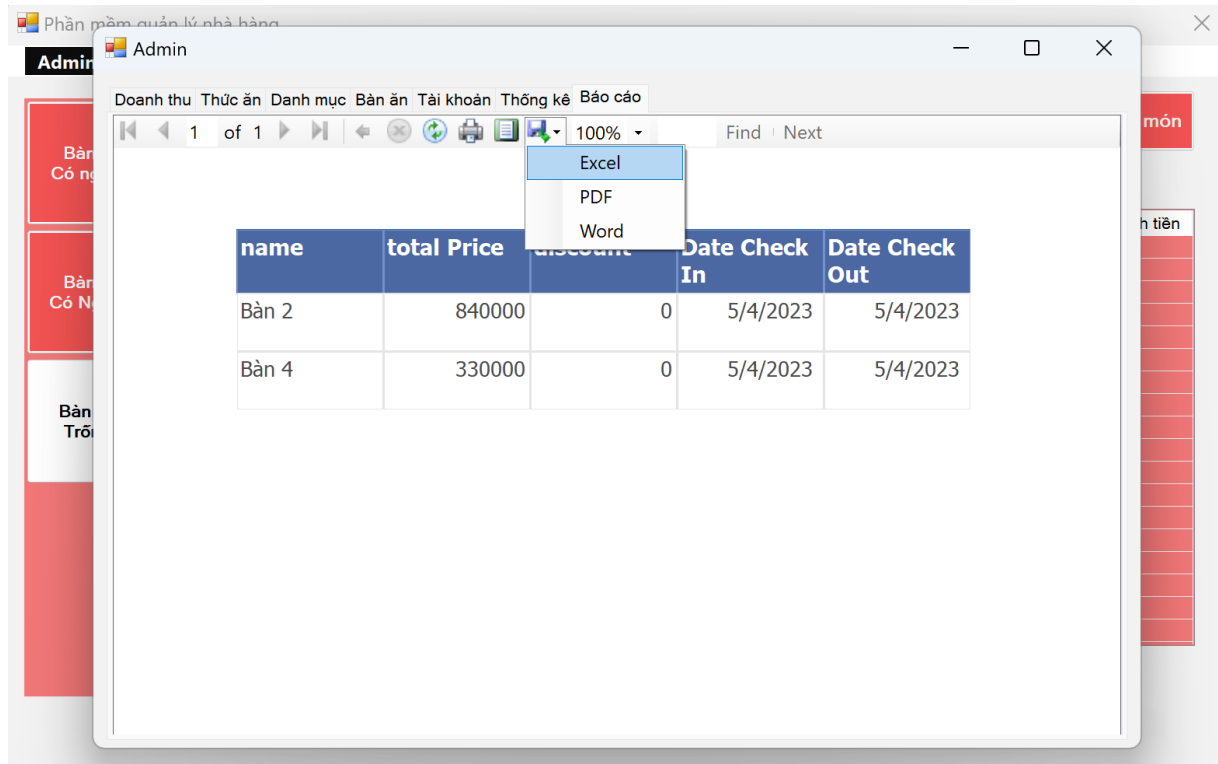 Phần mềm quản lý nhà hàng
Admin
Admin
Doanh thu Thức ăn Danh mục Bàn ăn Tài khoản Thống kê Báo cáo
1 of 1 100% Find Next
Excel
PDF
Word
món
Bàn
Có
h tiền
name total Price discount Date Check In Date Check Out
Bàn 2 840000 0 5/4/2023 5/4/2023
Bàn
Có
Bàn 4 330000 0 5/4/2023 5/4/2023
Bàn